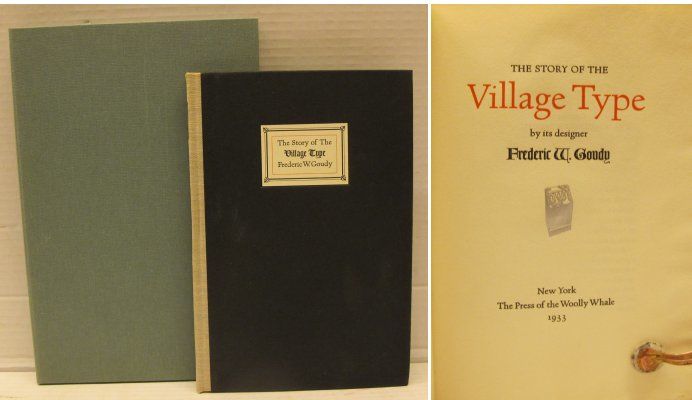 The Story of The
Village Type
Frederic W. Goudy
THE STORY OF THE
Village Type
by its designer
Frederic W. Goudy
New York
The Press of the Woolly Whale
1933